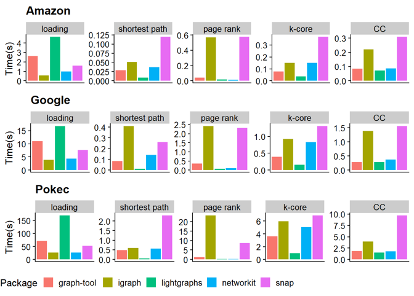 Amazon
loading shortest path page rank k-core CC
Time(s)
4 3 2 1 0
0.125 0.100 0.075 0.050 0.025 0.000
0.6 0.4 0.2 0.0
0.3 0.2 0.1 0.0
0.3 0.2 0.1 0.0
Google
loading shortest path page rank k-core CC
Time(s)
15 10 5 0
0.4 0.2 0.0
2.5 2.0 1.5 1.0 0.5 0.0
1.0 0.5 0.0
1.5 1.0 0.5 0.0
Pokec
loading shortest path page rank k-core CC
Time(s)
150 100 50 0
2.0 1.5 1.0 0.5 0.0
20 15 10 5 0
6 4 2 0
10.0 7.5 5.0 2.5 0.0
Package graph-tool igraph lightgraphs networkit snap